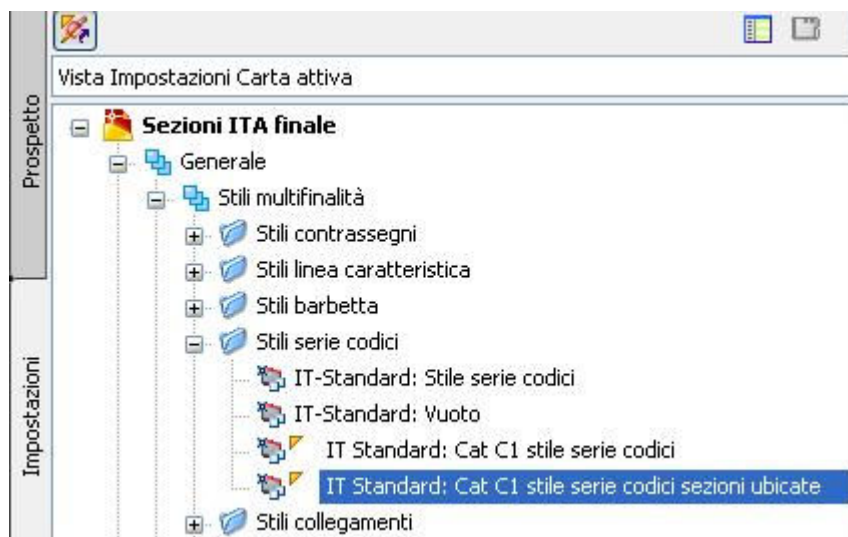 Vista Impostazioni Carta attiva
Prospetto
Impostazioni
Sezioni ITA finale
Generale
Stili multifinalità
Stili contrassegni
Stili linea caratteristica
Stili barbetta
Stili serie codici
IT-Standard: Stile serie codici
IT-Standard: Vuoto
IT Standard: Cat C1 stile serie codici
IT Standard: Cat C1 stile serie codici sezioni ubicate
Stili collegamenti